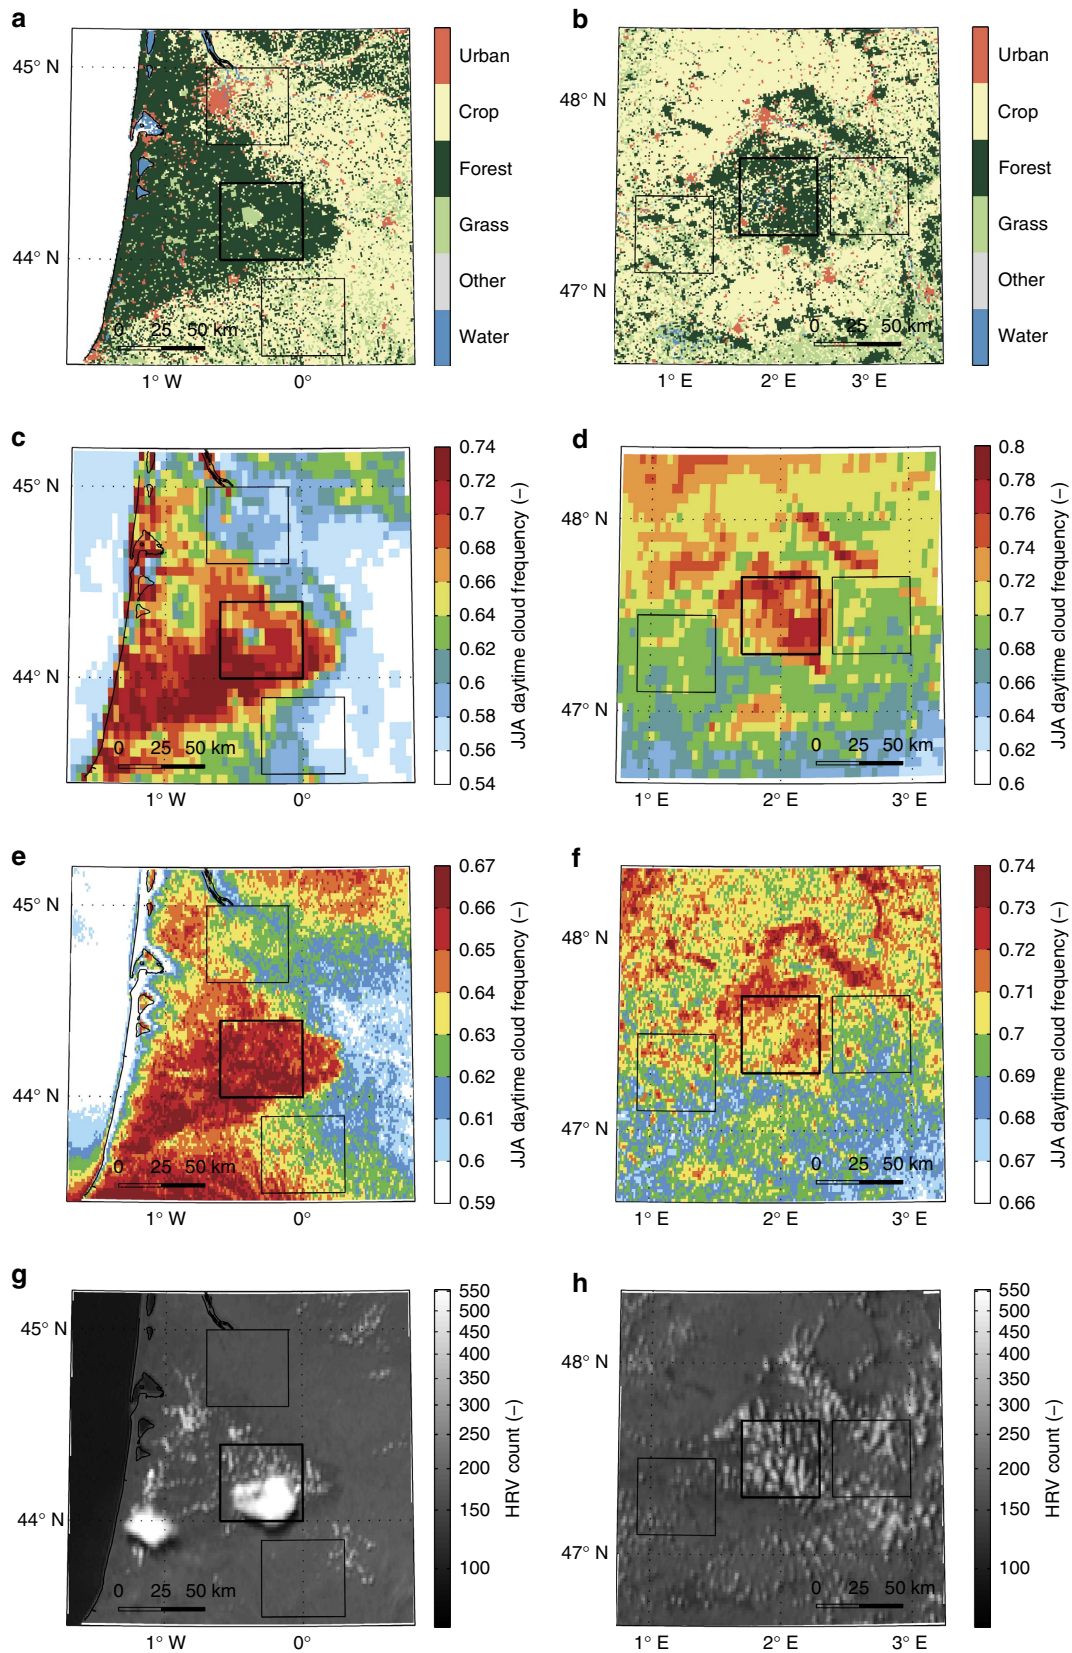 a
45° N
44° N
0 25 50 km
1° W 0°
Urban
Crop
Forest
Grass
Other
Water
b
48° N
47° N
0 25 50 km
1° E 2° E 3° E
Urban
Crop
Forest
Grass
Other
Water
c
45° N
44° N
0 25 50 km
1° W 0°
0.74
0.72
0.7
0.68
0.66
0.64
0.62
0.6
0.58
0.56
0.54
JJA daytime cloud frequency (–)
d
48° N
47° N
0 25 50 km
1° E 2° E 3° E
0.8
0.78
0.76
0.74
0.72
0.7
0.68
0.66
0.64
0.62
0.6
JJA daytime cloud frequency (–)
e
45° N
44° N
0 25 50 km
1° W 0°
0.67
0.66
0.65
0.64
0.63
0.62
0.61
0.6
0.59
JJA daytime cloud frequency (–)
f
48° N
47° N
0 25 50 km
1° E 2° E 3° E
0.74
0.73
0.72
0.71
0.7
0.69
0.68
0.67
0.66
JJA daytime cloud frequency (–)
g
45° N
44° N
0 25 50 km
1° W 0°
550
500
450
400
350
300
250
200
150
100
HRV count (–)
h
48° N
47° N
0 25 50 km
1° E 2° E 3° E
550
500
450
400
350
300
250
200
150
100
HRV count (–)